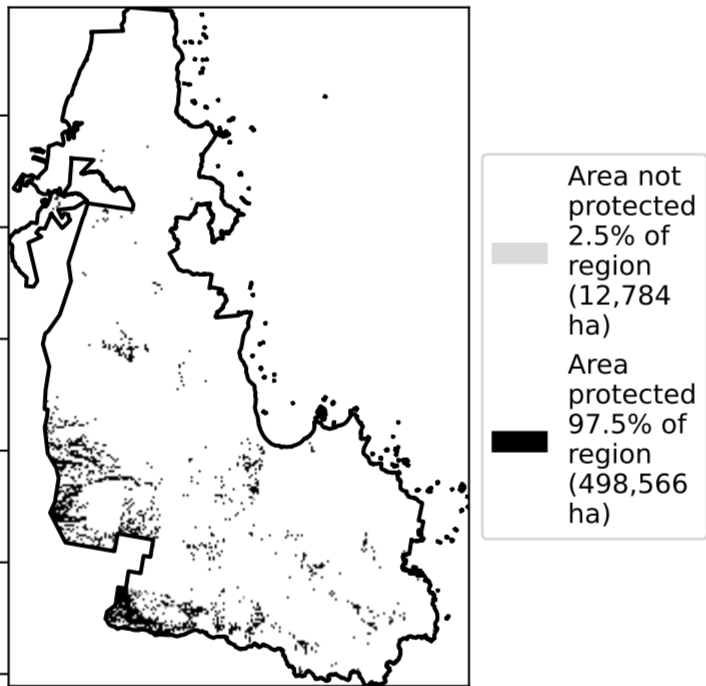 Area not
protected
2.5% of
region
(12,784
ha)
Area
protected
97.5% of
region
(498,566
ha)